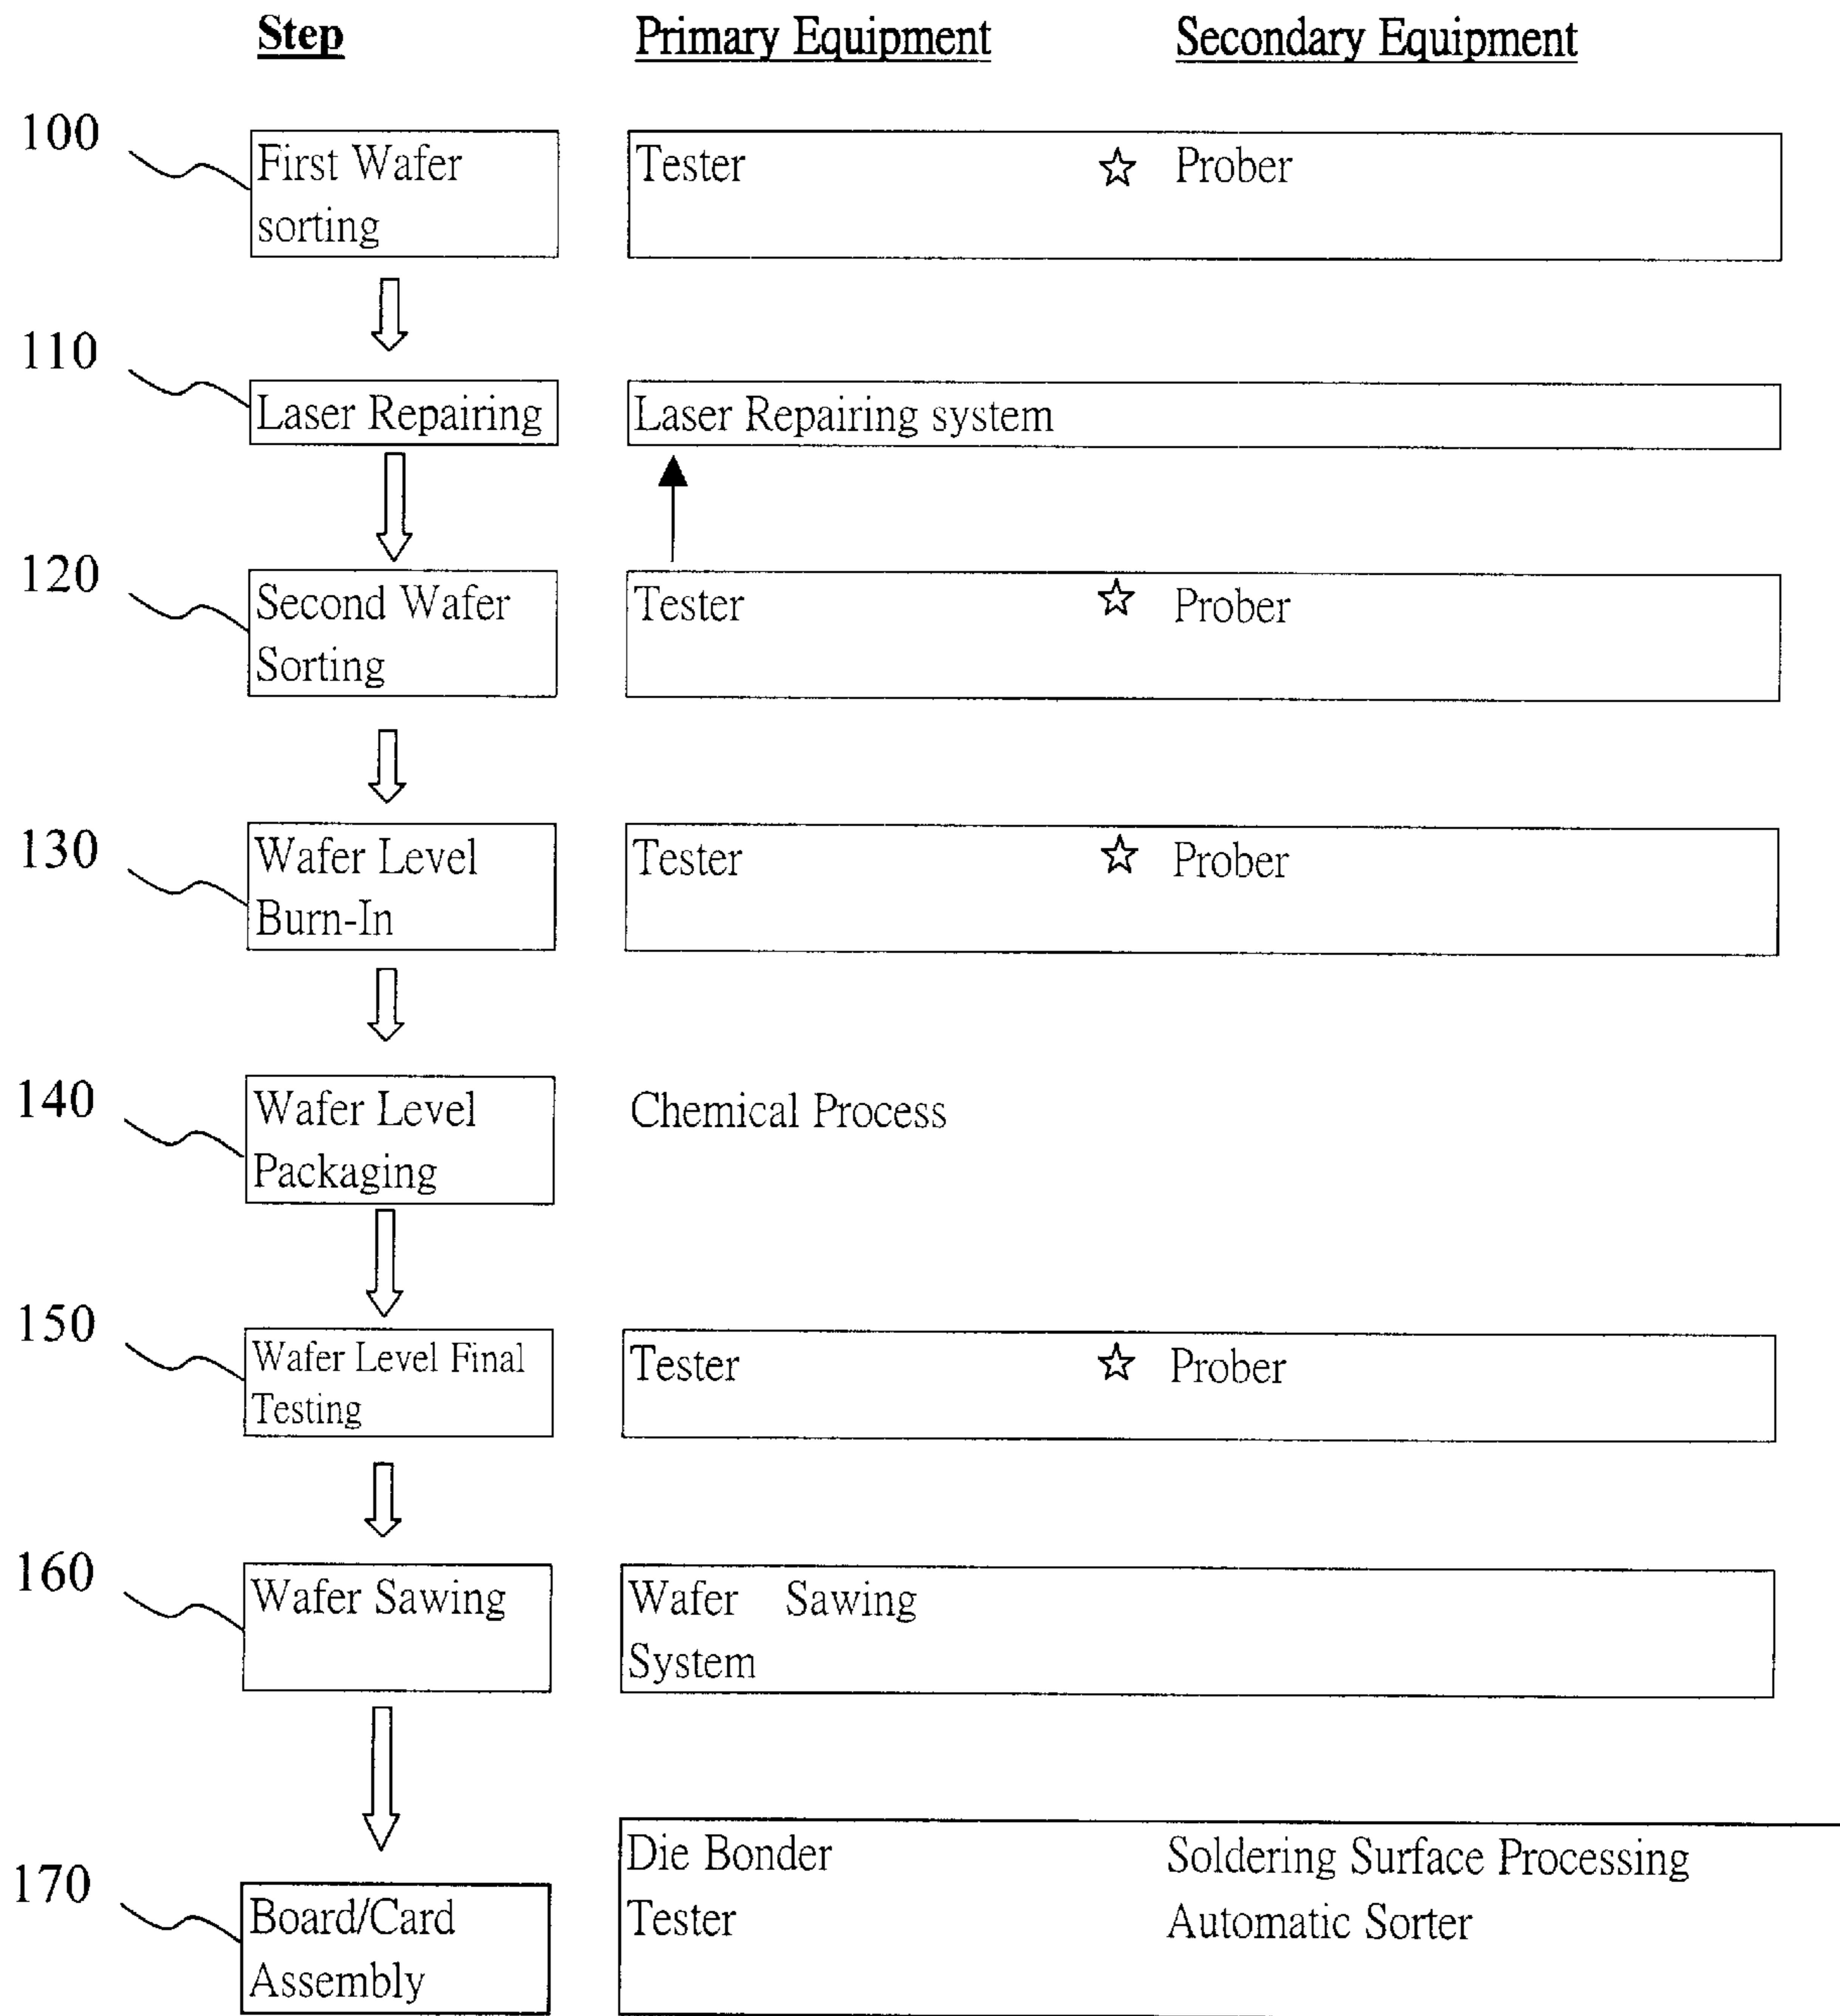 Step Primary Equipment Secondary Equipment
100
First Wafer
sorting
Tester ☆ Prober
110
Laser Repairing
Laser Repairing system
120
Second Wafer
Sorting
Tester ☆ Prober
130
Wafer Level
Burn-In
Tester ☆ Prober
140
Wafer Level
Packaging
Chemical Process
150
Wafer Level Final
Testing
Tester ☆ Prober
160
Wafer Sawing
Wafer Sawing
System
170
Board/Card
Assembly
Die Bonder Soldering Surface Processing
Tester Automatic Sorter